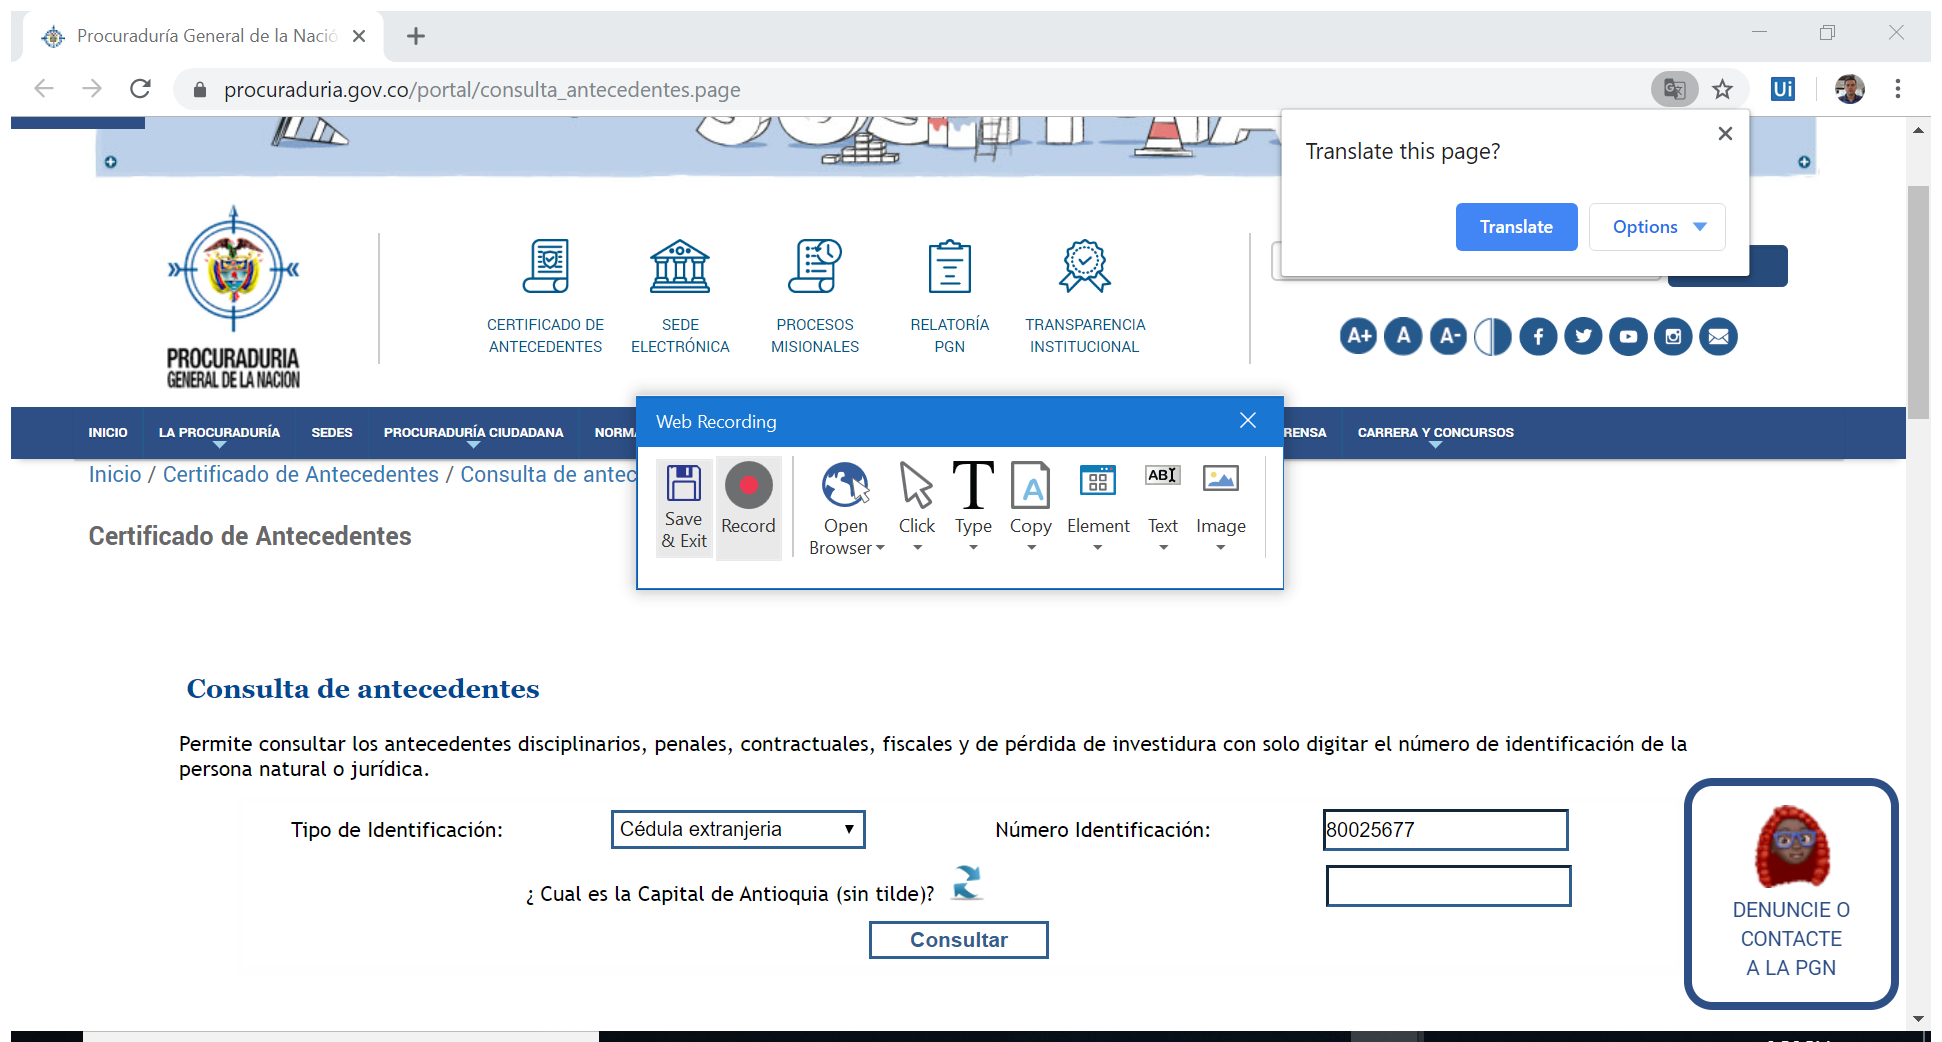 Procuraduría General de la Nació
procuraduria.gov.co/portal/consulta_antecedentes.page
Ui
Translate this page?
Translate
Options
PROCURADURIA
GENERAL DE LA NACION
CERTIFICADO DE
ANTECEDENTES
SEDE
ELECTRÓNICA
PROCESOS
MISIONALES
RELATORÍA
PGN
TRANSPARENCIA
INSTITUCIONAL
A+ A A-
INICIO LA PROCURADURÍA SEDES PROCURADURÍA CIUDADANA NORM RENSA CARRERA Y CONCURSOS
Inicio / Certificado de Antecedentes / Consulta de antec
Certificado de Antecedentes
Web Recording
Save
& Exit
Record
Open
Browser
Click
Type
Copy
Element
Text
Image
T
A
ABI
Consulta de antecedentes
Permite consultar los antecedentes disciplinarios, penales, contractuales, fiscales y de pérdida de investidura con solo digitar el número de identificación de la
persona natural o jurídica.
Tipo de Identificación: Cédula extranjeria Número Identificación: 80025677
¿ Cual es la Capital de Antioquia (sin tilde)?
Consultar
DENUNCIE O
CONTACTE
A LA PGN